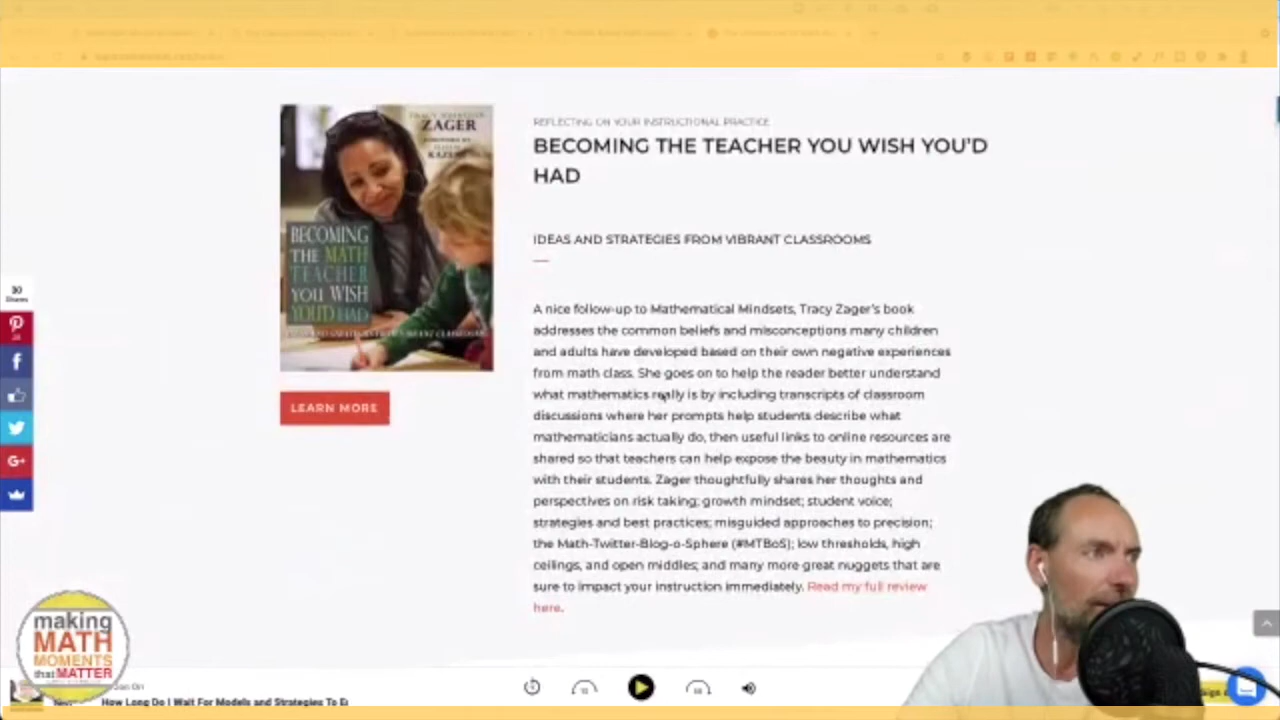 ZAGER
BECOMING
THE MATH
TEACHER
YOU WISH
YOU'D HAD
LEARN MORE
REFLECTING ON YOUR INSTRUCTIONAL PRACTICE
BECOMING THE TEACHER YOU WISH YOU'D
HAD
IDEAS AND STRATEGIES FROM VIBRANT CLASSROOMS
A nice follow-up to Mathematical Mindsets, Tracy Zager's book
addresses the common beliefs and misconceptions many children
and adults have developed based on their own negative experiences
from math class. She goes on to help the reader better understand
what mathematics really is by including transcripts of classroom
discussions where her prompts help students describe what
mathematicians actually do, then useful links to online resources are
shared so that teachers can help expose the beauty in mathematics
with their students. Zager thoughtfully shares her thoughts and
perspectives on risk taking; growth mindset; student voice;
strategies and best practices; misguided approaches to precision;
the Math-Twitter-Blog-o-Sphere (#MTBoS); low thresholds, high
ceilings, and open middles; and many more great nuggets that are
sure to impact your instruction immediately. Read my full review
here.
Shares
making
MATH
MOMENTS
that MATTER
How Long Do I Wait For Models and Strategies To E